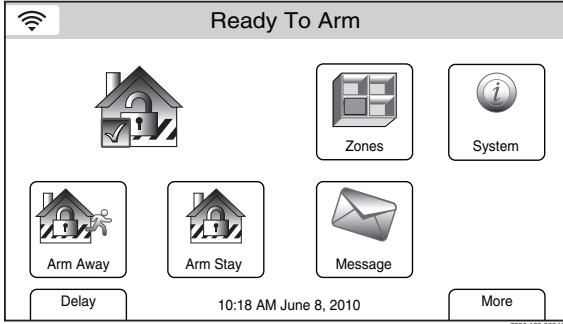 Ready To Arm
Zones
System
Arm Away
Arm Stay
Message
Delay
10:18 AM June 8, 2010
More